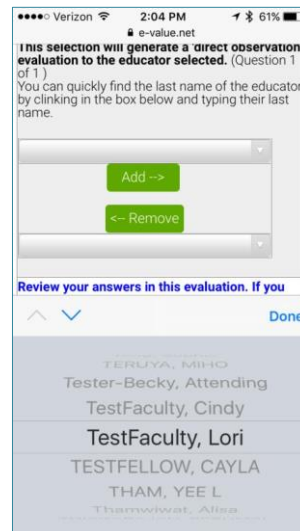 Verizon 2:04 PM 61%
e-value.net
This selection will generate a 'direct observation
evaluation to the educator selected. (Question 1
of 1 )
You can quickly find the last name of the educator
by clinking in the box below and typing their last
name.
Add -->
<-- Remove
Review your answers in this evaluation. If you
Done
TERUYA, MIHO
Tester-Becky, Attending
TestFaculty, Cindy
TestFaculty, Lori
TESTFELLOW, CAYLA
THAM, YEE L
Thamwiwat, Alisa